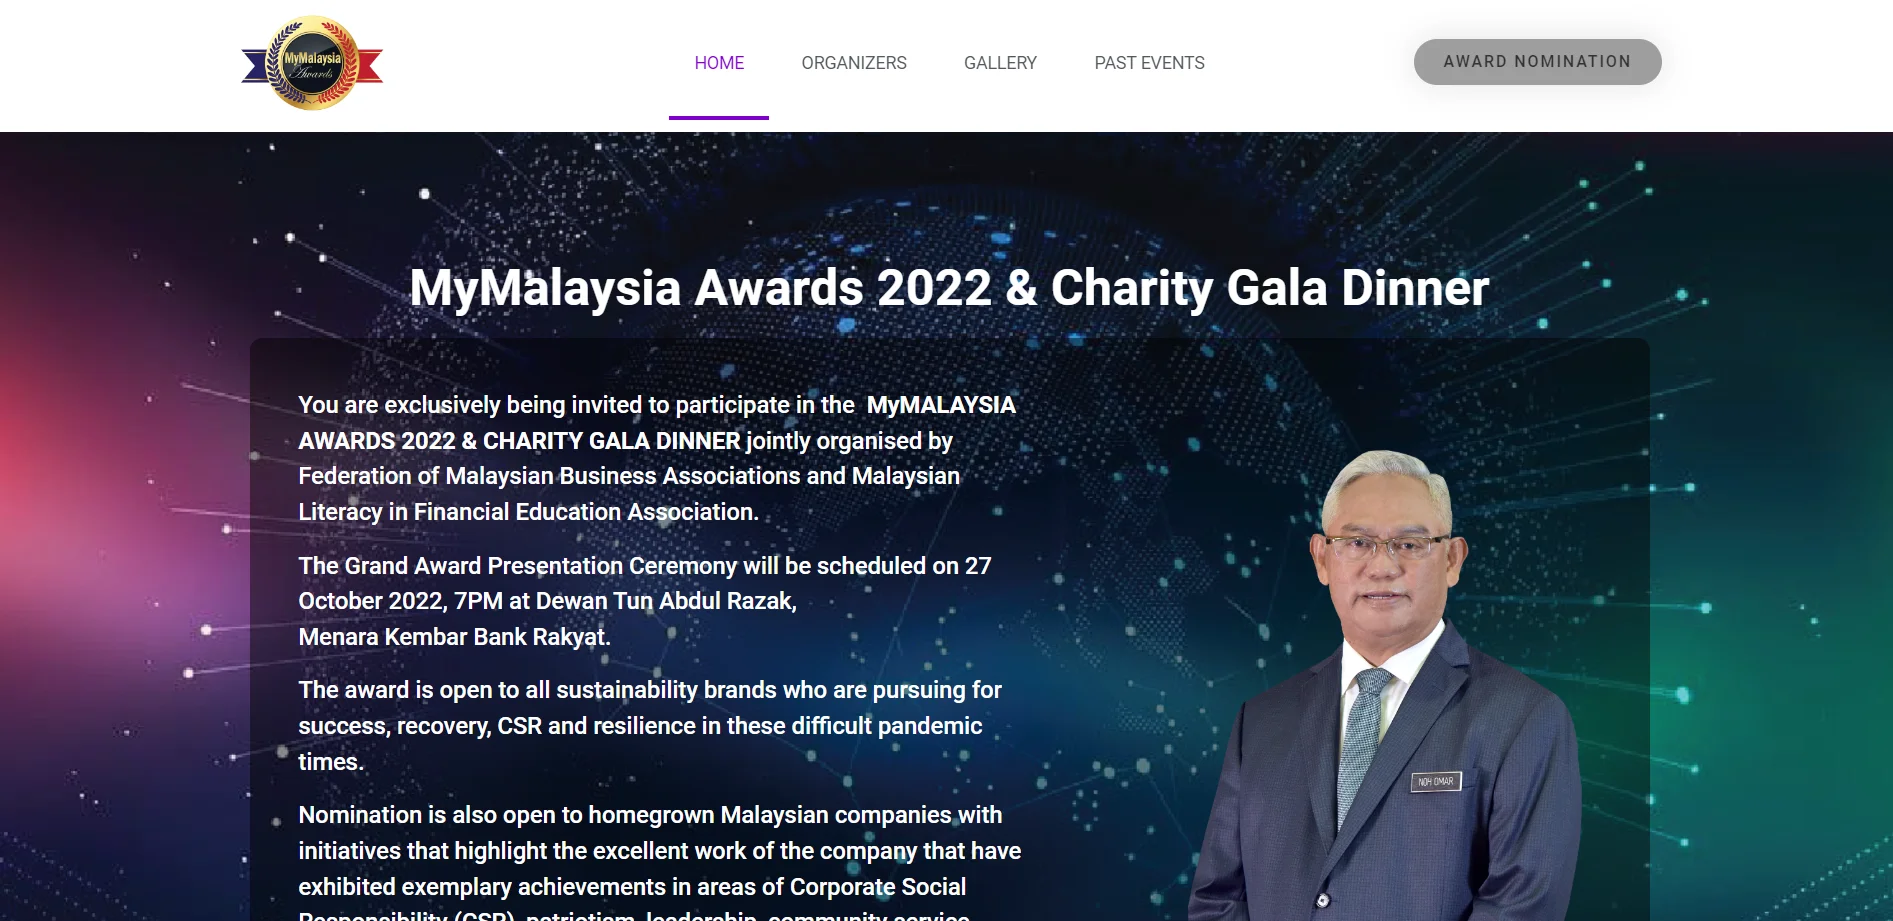 MyMalaysia
Awards
HOME
ORGANIZERS
GALLERY
PAST EVENTS
AWARD NOMINATION
MyMalaysia Awards 2022 & Charity Gala Dinner
You are exclusively being invited to participate in the MyMALAYSIA
AWARDS 2022 & CHARITY GALA DINNER jointly organised by
Federation of Malaysian Business Associations and Malaysian
Literacy in Financial Education Association.
The Grand Award Presentation Ceremony will be scheduled on 27
October 2022, 7PM at Dewan Tun Abdul Razak,
Menara Kembar Bank Rakyat.
The award is open to all sustainability brands who are pursuing for
success, recovery, CSR and resilience in these difficult pandemic
times.
NOH OMAR
Nomination is also open to homegrown Malaysian companies with
initiatives that highlight the excellent work of the company that have
exhibited exemplary achievements in areas of Corporate Social
Responsibility (CSR), patriotism, leadership, community service